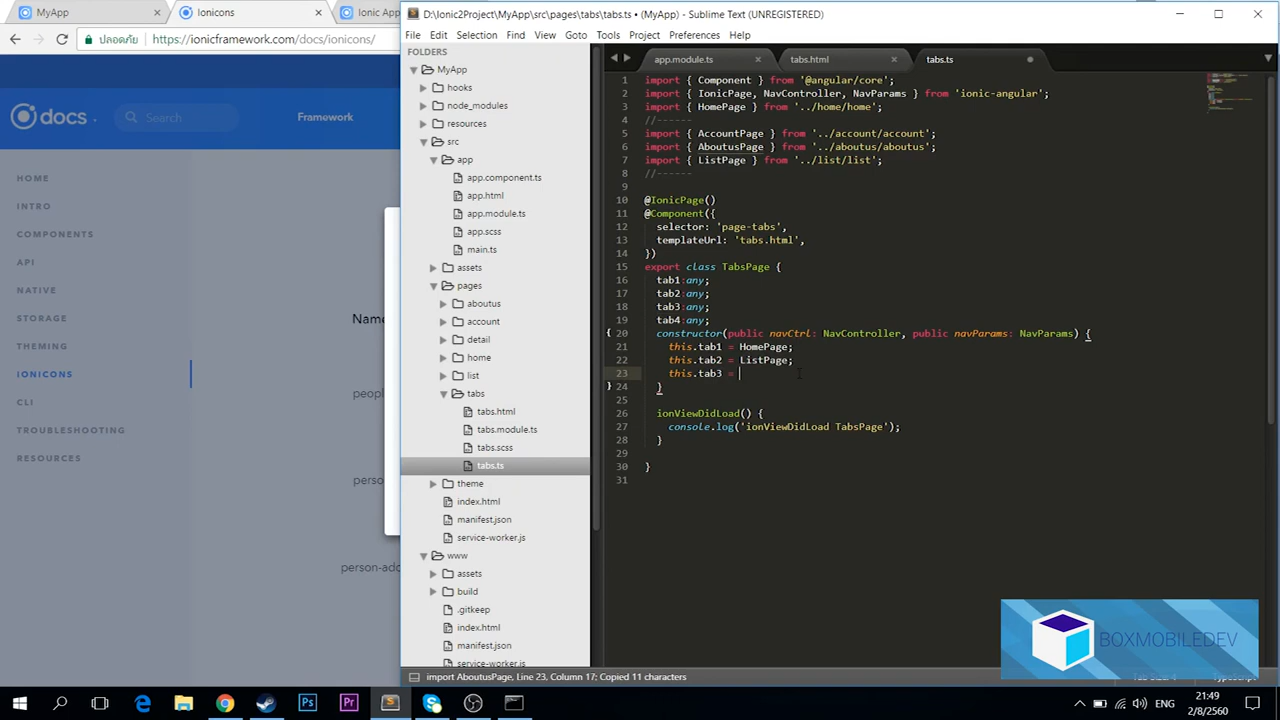 MyApp
Ionicons
Ionic App
D:\Ionic2Project\MyApp\src\pages\tabs\tabs.ts • (MyApp) - Sublime Text (UNREGISTERED)
File Edit Selection Find View Goto Tools Project Preferences Help
ปลอดภัย https://ionicframework.com/docs/ionicons/
docs
Search
Framework
HOME
INTRO
COMPONENTS
API
NATIVE
STORAGE
THEMING
IONICONS
CLI
TROUBLESHOOTING
RESOURCES
Name
people
perso
person-add
FOLDERS
MyApp
hooks
node_modules
resources
src
app
app.component.ts
app.html
app.module.ts
app.scss
main.ts
assets
pages
aboutus
account
detail
home
list
tabs
tabs.html
tabs.module.ts
tabs.scss
tabs.ts
theme
index.html
manifest.json
service-worker.js
www
assets
build
.gitkeep
index.html
manifest.json
service-worker.js
app.module.ts tabs.html tabs.ts
1 import { Component } from '@angular/core';
2 import { IonicPage, NavController, NavParams } from 'ionic-angular';
3 import { HomePage } from '../home/home';
4 //------
5 import { AccountPage } from '../account/account';
6 import { AboutusPage } from '../aboutus/aboutus';
7 import { ListPage } from '../list/list';
8 //------
9
10 @IonicPage()
11 @Component({
12 selector: 'page-tabs',
13 templateUrl: 'tabs.html',
14 })
15 export class TabsPage {
16 tab1:any;
17 tab2:any;
18 tab3:any;
19 tab4:any;
20 constructor(public navCtrl: NavController, public navParams: NavParams) {
21 this.tab1 = HomePage;
22 this.tab2 = ListPage;
23 this.tab3 =
24 }
25
26 ionViewDidLoad() {
27 console.log('ionViewDidLoad TabsPage');
28 }
29
30 }
31
BOXMOBILEDEV
import AboutusPage, Line 23, Column 17; Copied 11 characters
ENG
21:49
2/8/2560